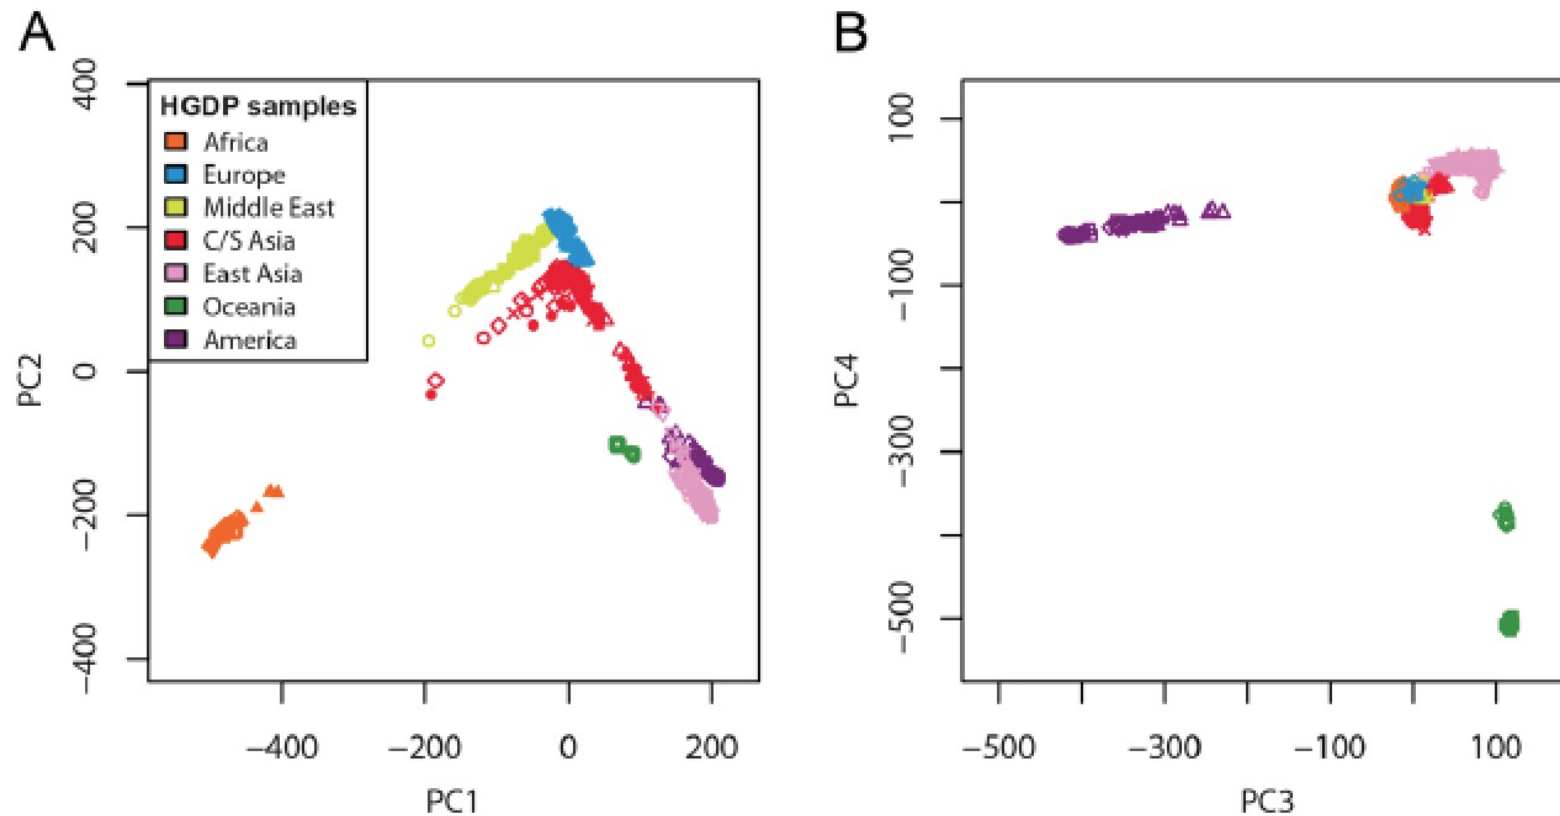 A
HGDP samples
Africa
Europe
Middle East
C/S Asia
East Asia
Oceania
America
400
200
0
−200
−400
PC2
−400 −200 0 200
PC1
B
100
−100
−300
−500
PC4
−500 −300 −100 100
PC3